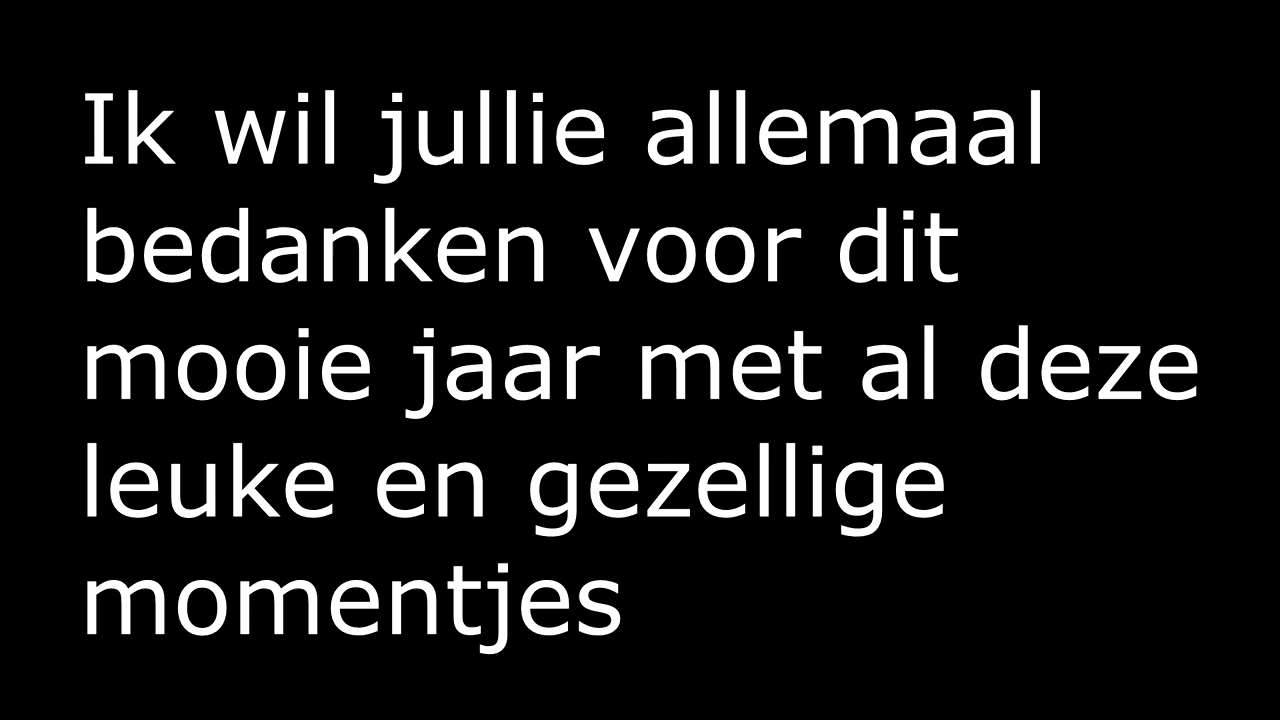 Ik wil jullie allemaal
bedanken voor dit
mooie jaar met al deze
leuke en gezellige
momentjes